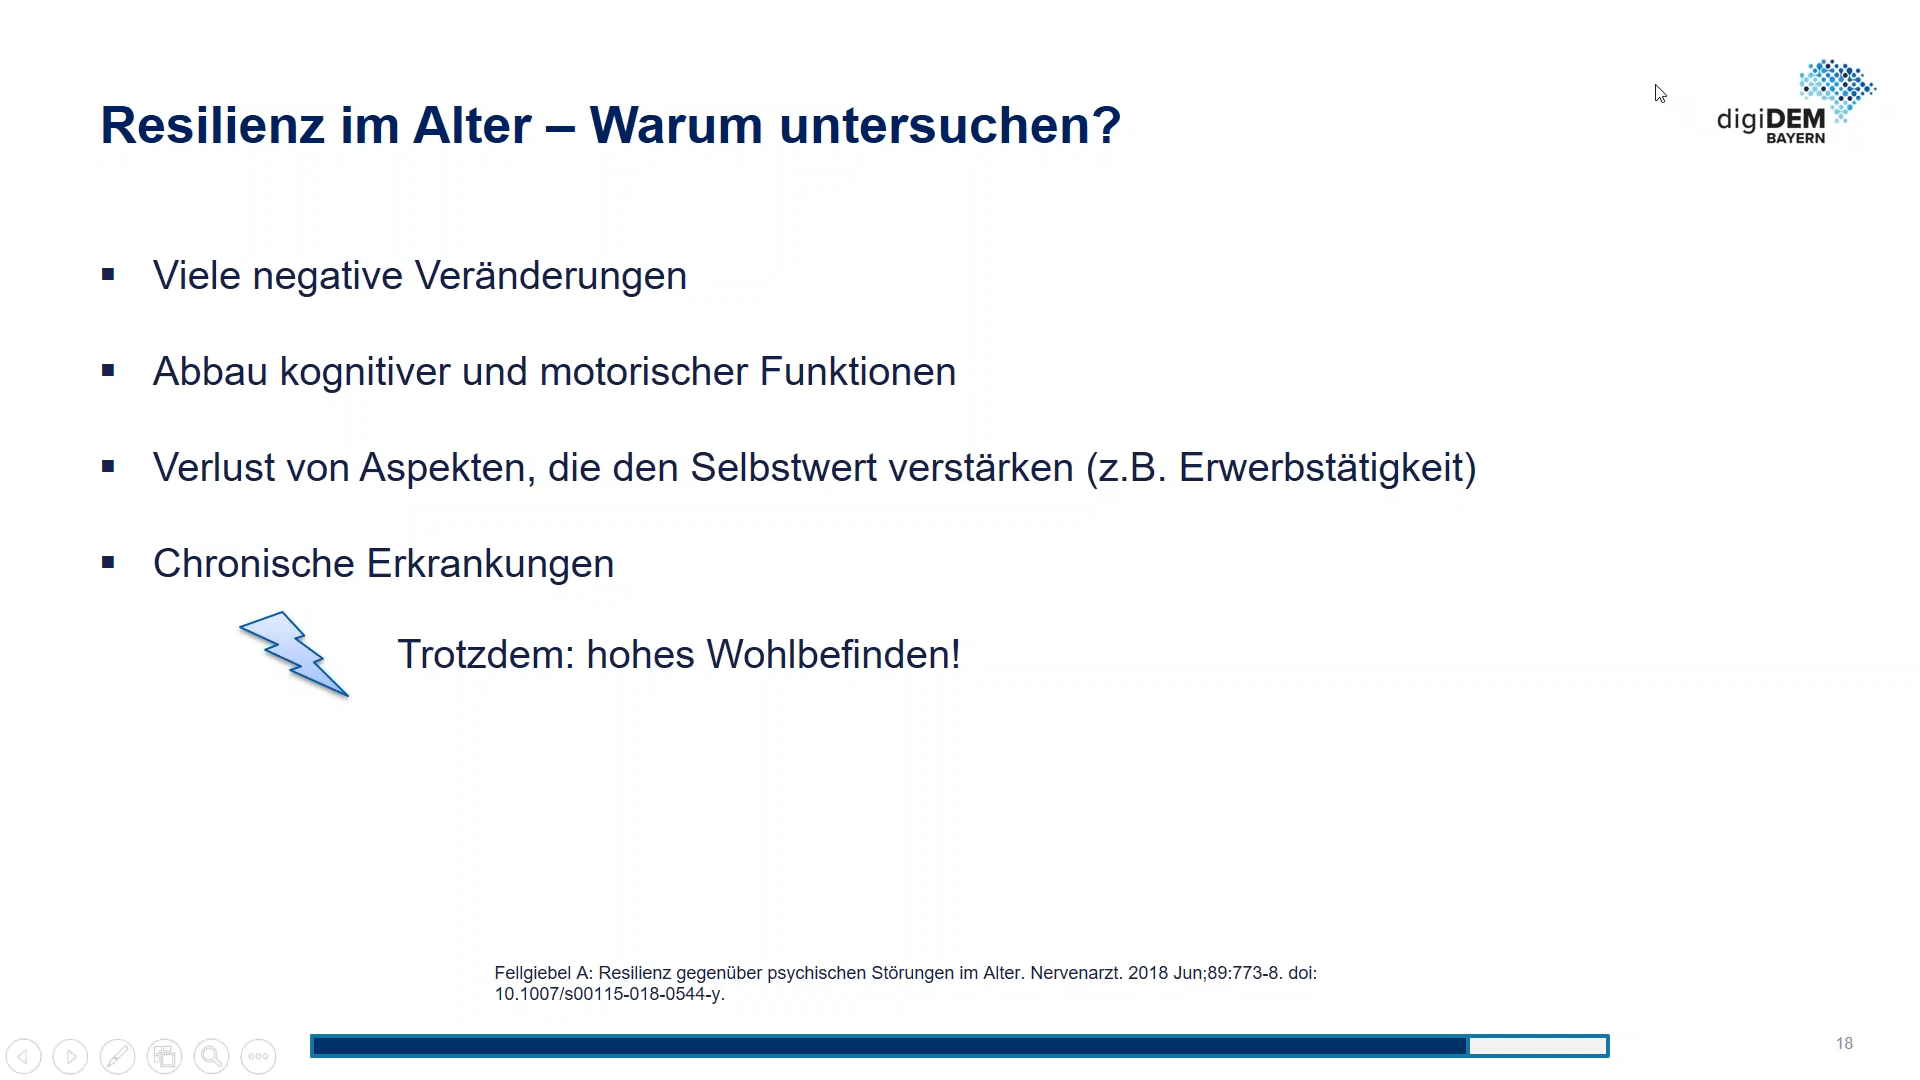 Resilienz im Alter – Warum untersuchen?
digiDEM
BAYERN
▪ Viele negative Veränderungen
▪ Abbau kognitiver und motorischer Funktionen
▪ Verlust von Aspekten, die den Selbstwert verstärken (z.B. Erwerbstätigkeit)
▪ Chronische Erkrankungen
Trotzdem: hohes Wohlbefinden!
Fellgiebel A: Resilienz gegenüber psychischen Störungen im Alter. Nervenarzt. 2018 Jun;89:773-8. doi:
10.1007/s00115-018-0544-y.
18